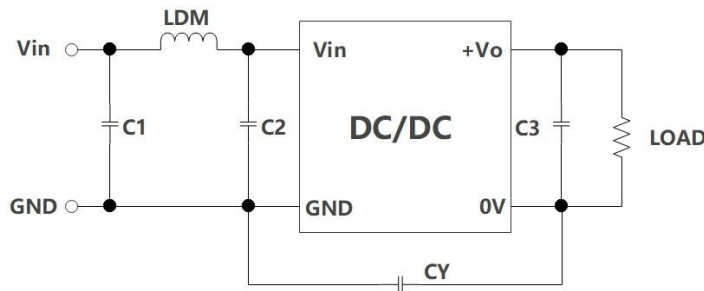 LDM
Vin
Vin
+Vo
C1
C2
DC/DC
C3
LOAD
GND
GND
0V
CY